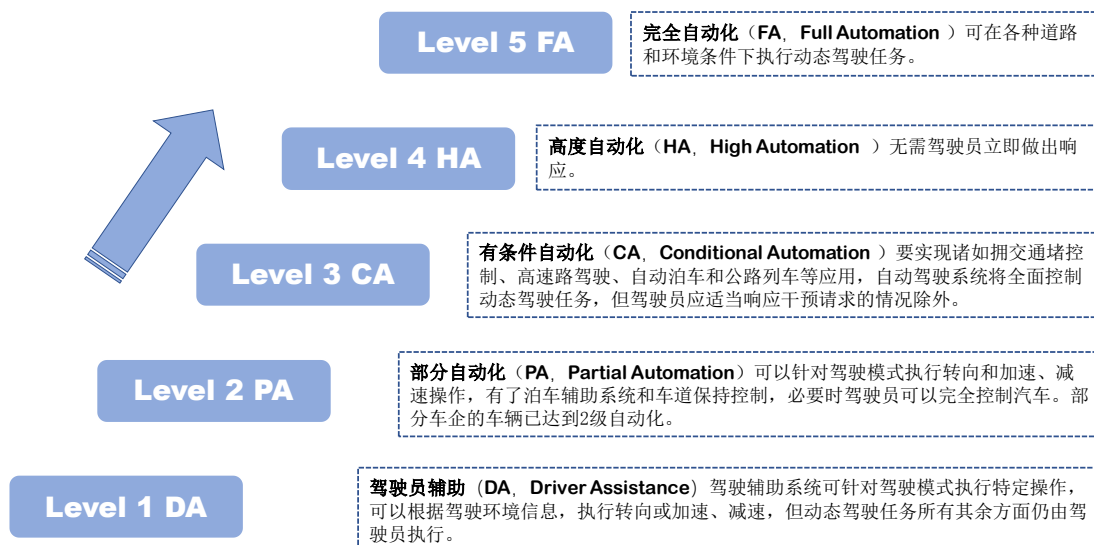 Level 5 FA
完全自动化（FA，Full Automation ）可在各种道路
和环境条件下执行动态驾驶任务。
Level 4 HA
高度自动化（HA，High Automation ）无需驾驶员立即做出响
应。
Level 3 CA
有条件自动化（CA，Conditional Automation ）要实现诸如拥交通堵控
制、高速路驾驶、自动泊车和公路列车等应用，自动驾驶系统将全面控制
动态驾驶任务，但驾驶员应适当响应干预请求的情况除外。
Level 2 PA
部分自动化（PA，Partial Automation）可以针对驾驶模式执行转向和加速、减
速操作，有了泊车辅助系统和车道保持控制，必要时驾驶员可以完全控制汽车。部
分车企的车辆已达到2级自动化。
Level 1 DA
驾驶员辅助（DA，Driver Assistance）驾驶辅助系统可针对驾驶模式执行特定操作，
可以根据驾驶环境信息，执行转向或加速、减速，但动态驾驶任务所有其余方面仍由驾
驶员执行。